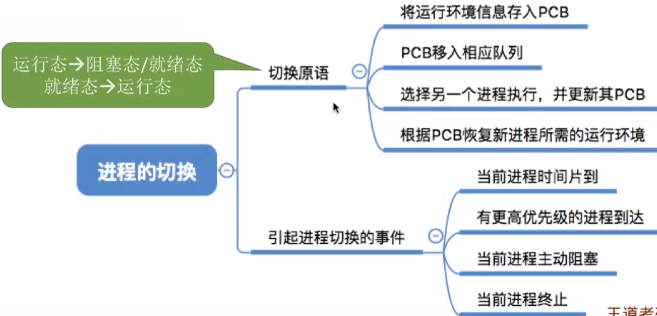 将运行环境信息存入PCB
运行态→阻塞态/就绪态
就绪态→运行态
切换原语
PCB移入相应队列
选择另一个进程执行，并更新其PCB
根据PCB恢复新进程所需的运行环境
进程的切换
引起进程切换的事件
当前进程时间片到
有更高优先级的进程到达
当前进程主动阻塞
当前进程终止
王道老